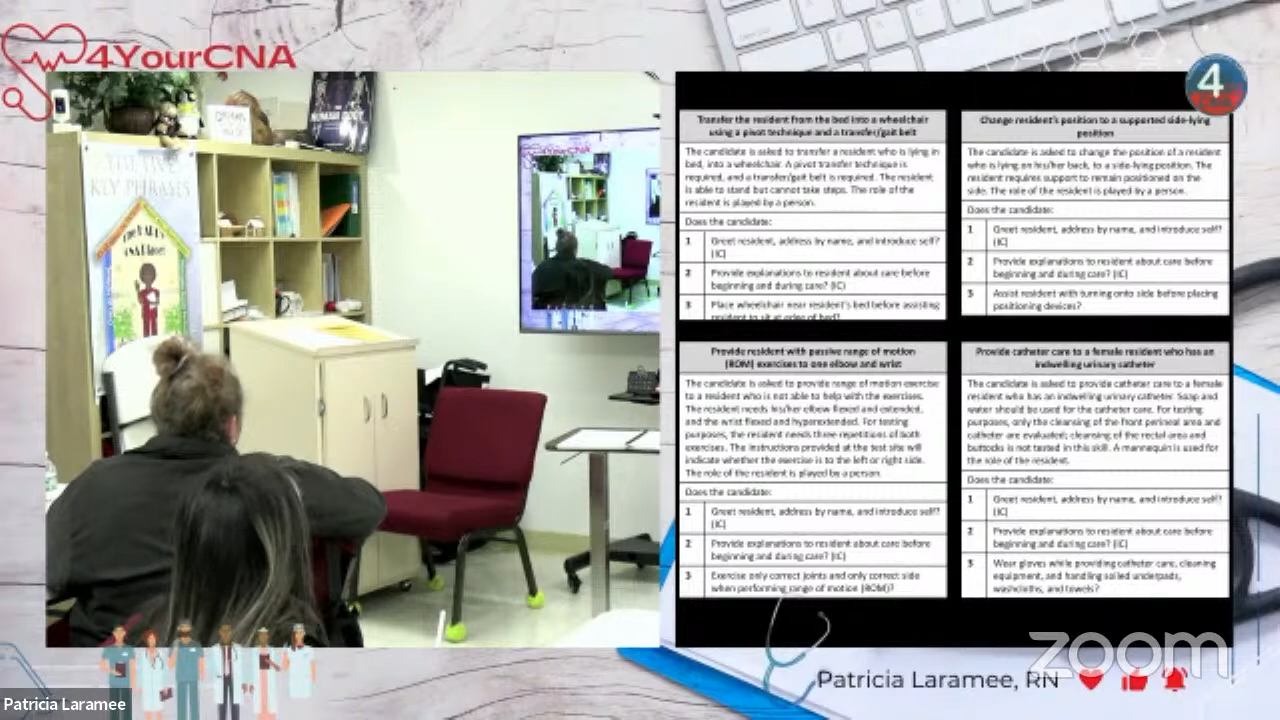 4YourCNA
4
THE FIVE
KEY PHRASES
HUMAN BODY
4YourCNA
Transfer the resident from the bed into a wheelchair
using a pivot technique and a transfer/gait belt
The candidate is asked to transfer a resident who is lying in
bed, into a wheelchair. A pivot transfer technique is
required, and a transfer/gait belt is required. The resident
is able to stand but cannot take steps. The role of the
resident is played by a person.
Does the candidate:
1 Greet resident, address by name, and introduce self?
(IC)
2 Provide explanations to resident about care before
beginning and during care? (IC)
3 Place wheelchair near resident's bed before assisting
resident to sit at edge of bed?
Change resident's position to a supported side-lying
position
The candidate is asked to change the position of a resident
who is lying on his/her back, to a side-lying position. The
resident requires support to remain positioned on the
side. The role of the resident is played by a person.
Does the candidate:
1 Greet resident, address by name, and introduce self?
(IC)
2 Provide explanations to resident about care before
beginning and during care? (IC)
3 Assist resident with turning onto side before placing
positioning devices?
Provide resident with passive range of motion
(ROM) exercises to one elbow and wrist
The candidate is asked to provide range of motion exercise
to a resident who is not able to help with the exercises.
The resident needs his/her elbow flexed and extended,
and the wrist flexed and hyperextended. For testing
purposes, the resident needs three repetitions of both
exercises. The instructions provided at the test site will
indicate whether the exercise is to the left or right side.
The role of the resident is played by a person.
Does the candidate:
1 Greet resident, address by name, and introduce self?
(IC)
2 Provide explanations to resident about care before
beginning and during care? (IC)
3 Exercise only correct joints and only correct side
when performing range of motion (ROM)?
Provide catheter care to a female resident who has an
indwelling urinary catheter
The candidate is asked to provide catheter care to a female
resident who has an indwelling urinary catheter. Soap and
water should be used for the catheter care. For testing
purposes, only the cleansing of the front perineal area and
catheter are evaluated; cleansing of the rectal area and
buttocks is not tested in this skill. A mannequin is used for
the role of the resident.
Does the candidate:
1 Greet resident, address by name, and introduce self?
(IC)
2 Provide explanations to resident about care before
beginning and during care? (IC)
3 Wear gloves while providing catheter care, cleaning
equipment, and handling soiled underpads,
washcloths, and towels?
zoom
Patricia Laramee, RN
Patricia Laramee